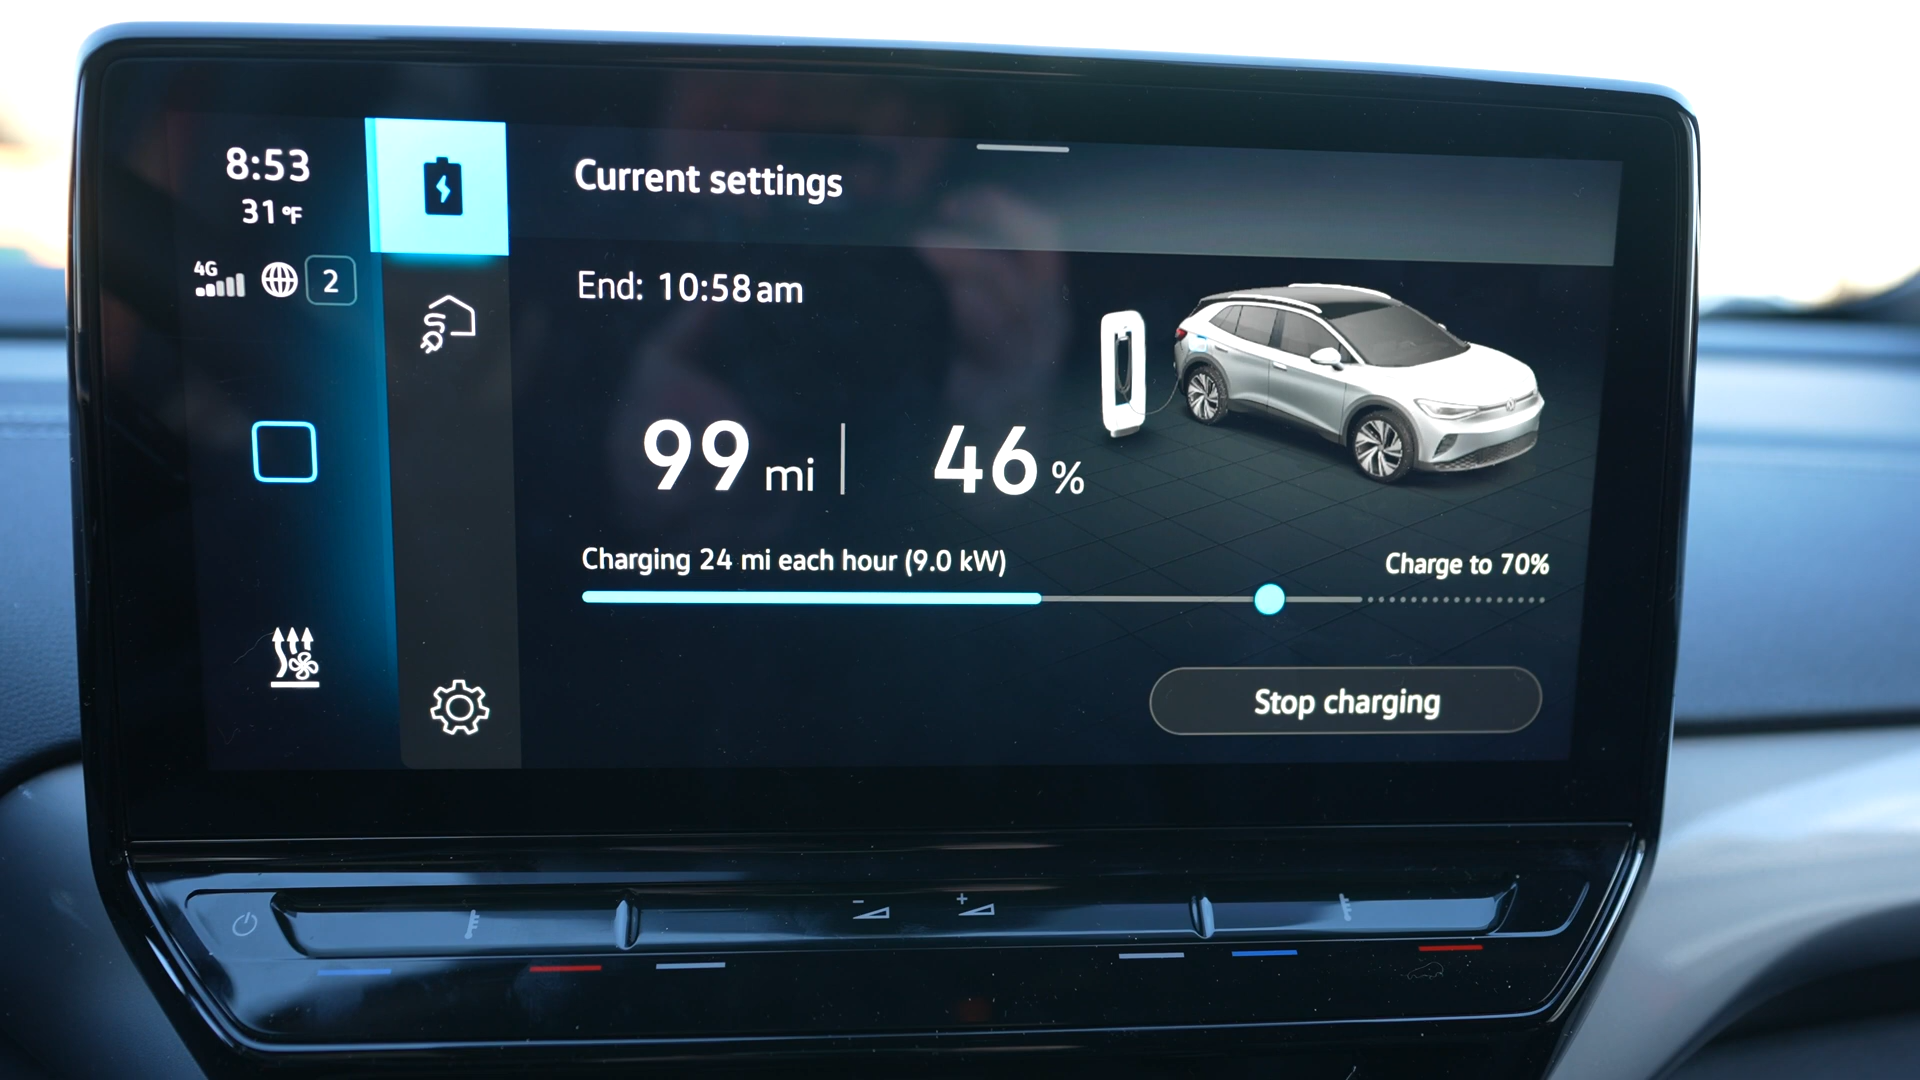 8:53
31°F
4G
2
Current settings
End: 10:58 am
99 mi
46 %
Charging 24 mi each hour (9.0 kW)
Charge to 70%
Stop charging